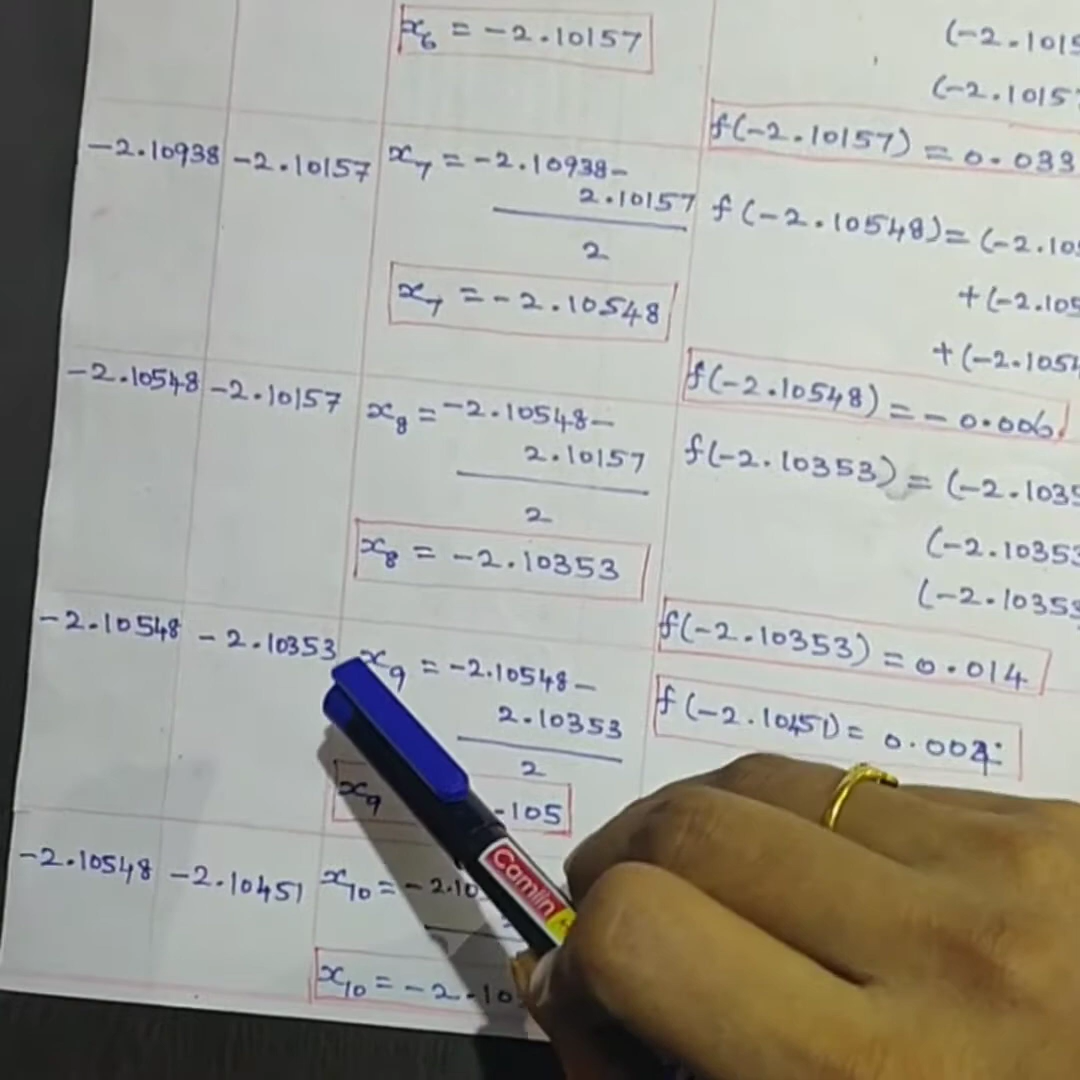 x₆ = -2.10157
(-2.1015
(-2.10157
f(-2.10157) = 0.033
-2.10938 -2.10157 x₇ = -2.10938-
2.10157
2
x₇ = -2.10548
f(-2.10548) = (-2.105
+(-2.105
+(-2.1054
f(-2.10548) = -0.006
-2.10548 -2.10157 x₈ = -2.10548-
2.10157
2
x₈ = -2.10353
f(-2.10353) = (-2.1035
(-2.10353
(-2.10353
f(-2.10353) = 0.014
-2.10548 -2.10353 x₉ = -2.10548-
2.10353
2
x₉ -105
f(-2.10451) = 0.004
-2.10548 -2.10451 x₁₀ = -2.10
x₁₀ = -2.10
Camlin